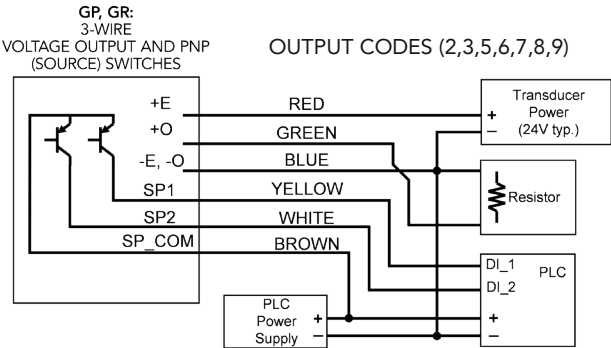 GP, GR:
3-WIRE
VOLTAGE OUTPUT AND PNP
(SOURCE) SWITCHES
OUTPUT CODES (2,3,5,6,7,8,9)
+E
RED
+O
GREEN
-E, -O
BLUE
SP1
YELLOW
SP2
WHITE
SP_COM
BROWN
Transducer
+ Power
– (24V typ.)
Resistor
DI_1
PLC
DI_2
+
–
PLC
Power +
Supply –